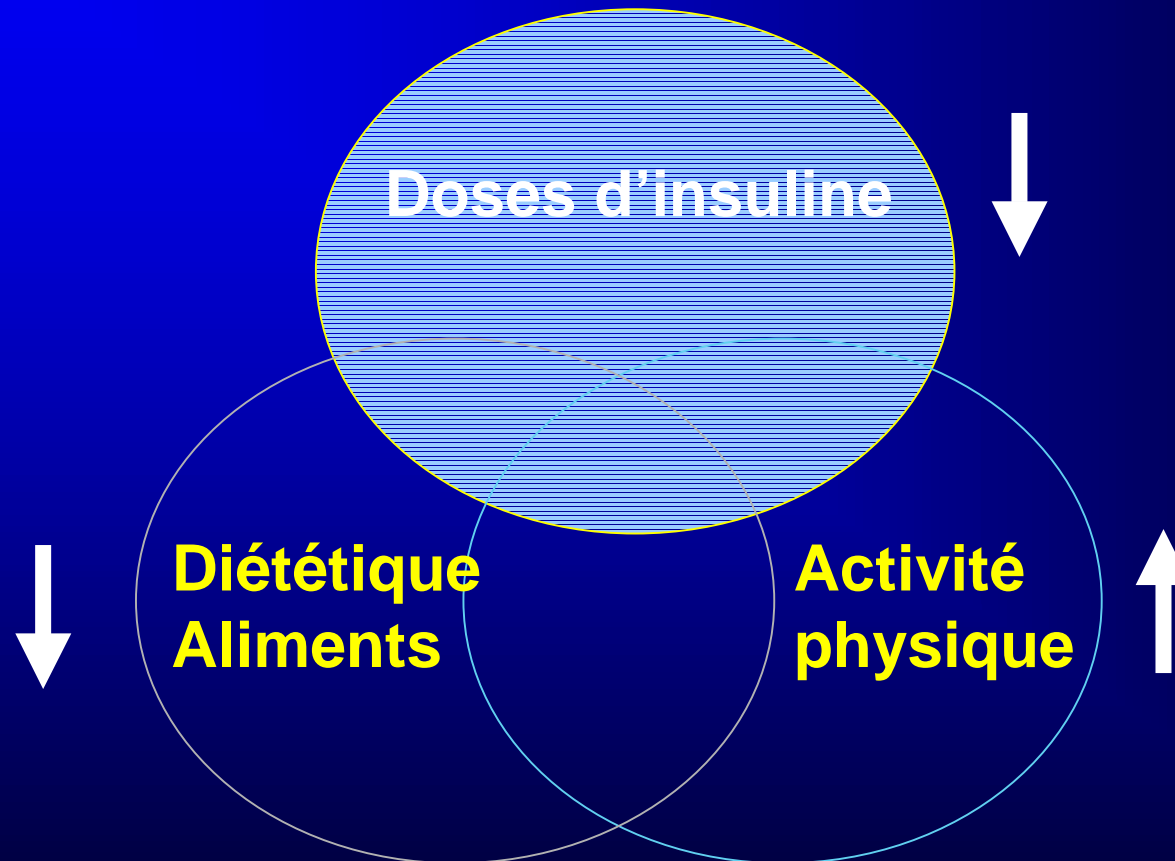 Doses d’insuline
Diététique
Aliments
Activité
physique